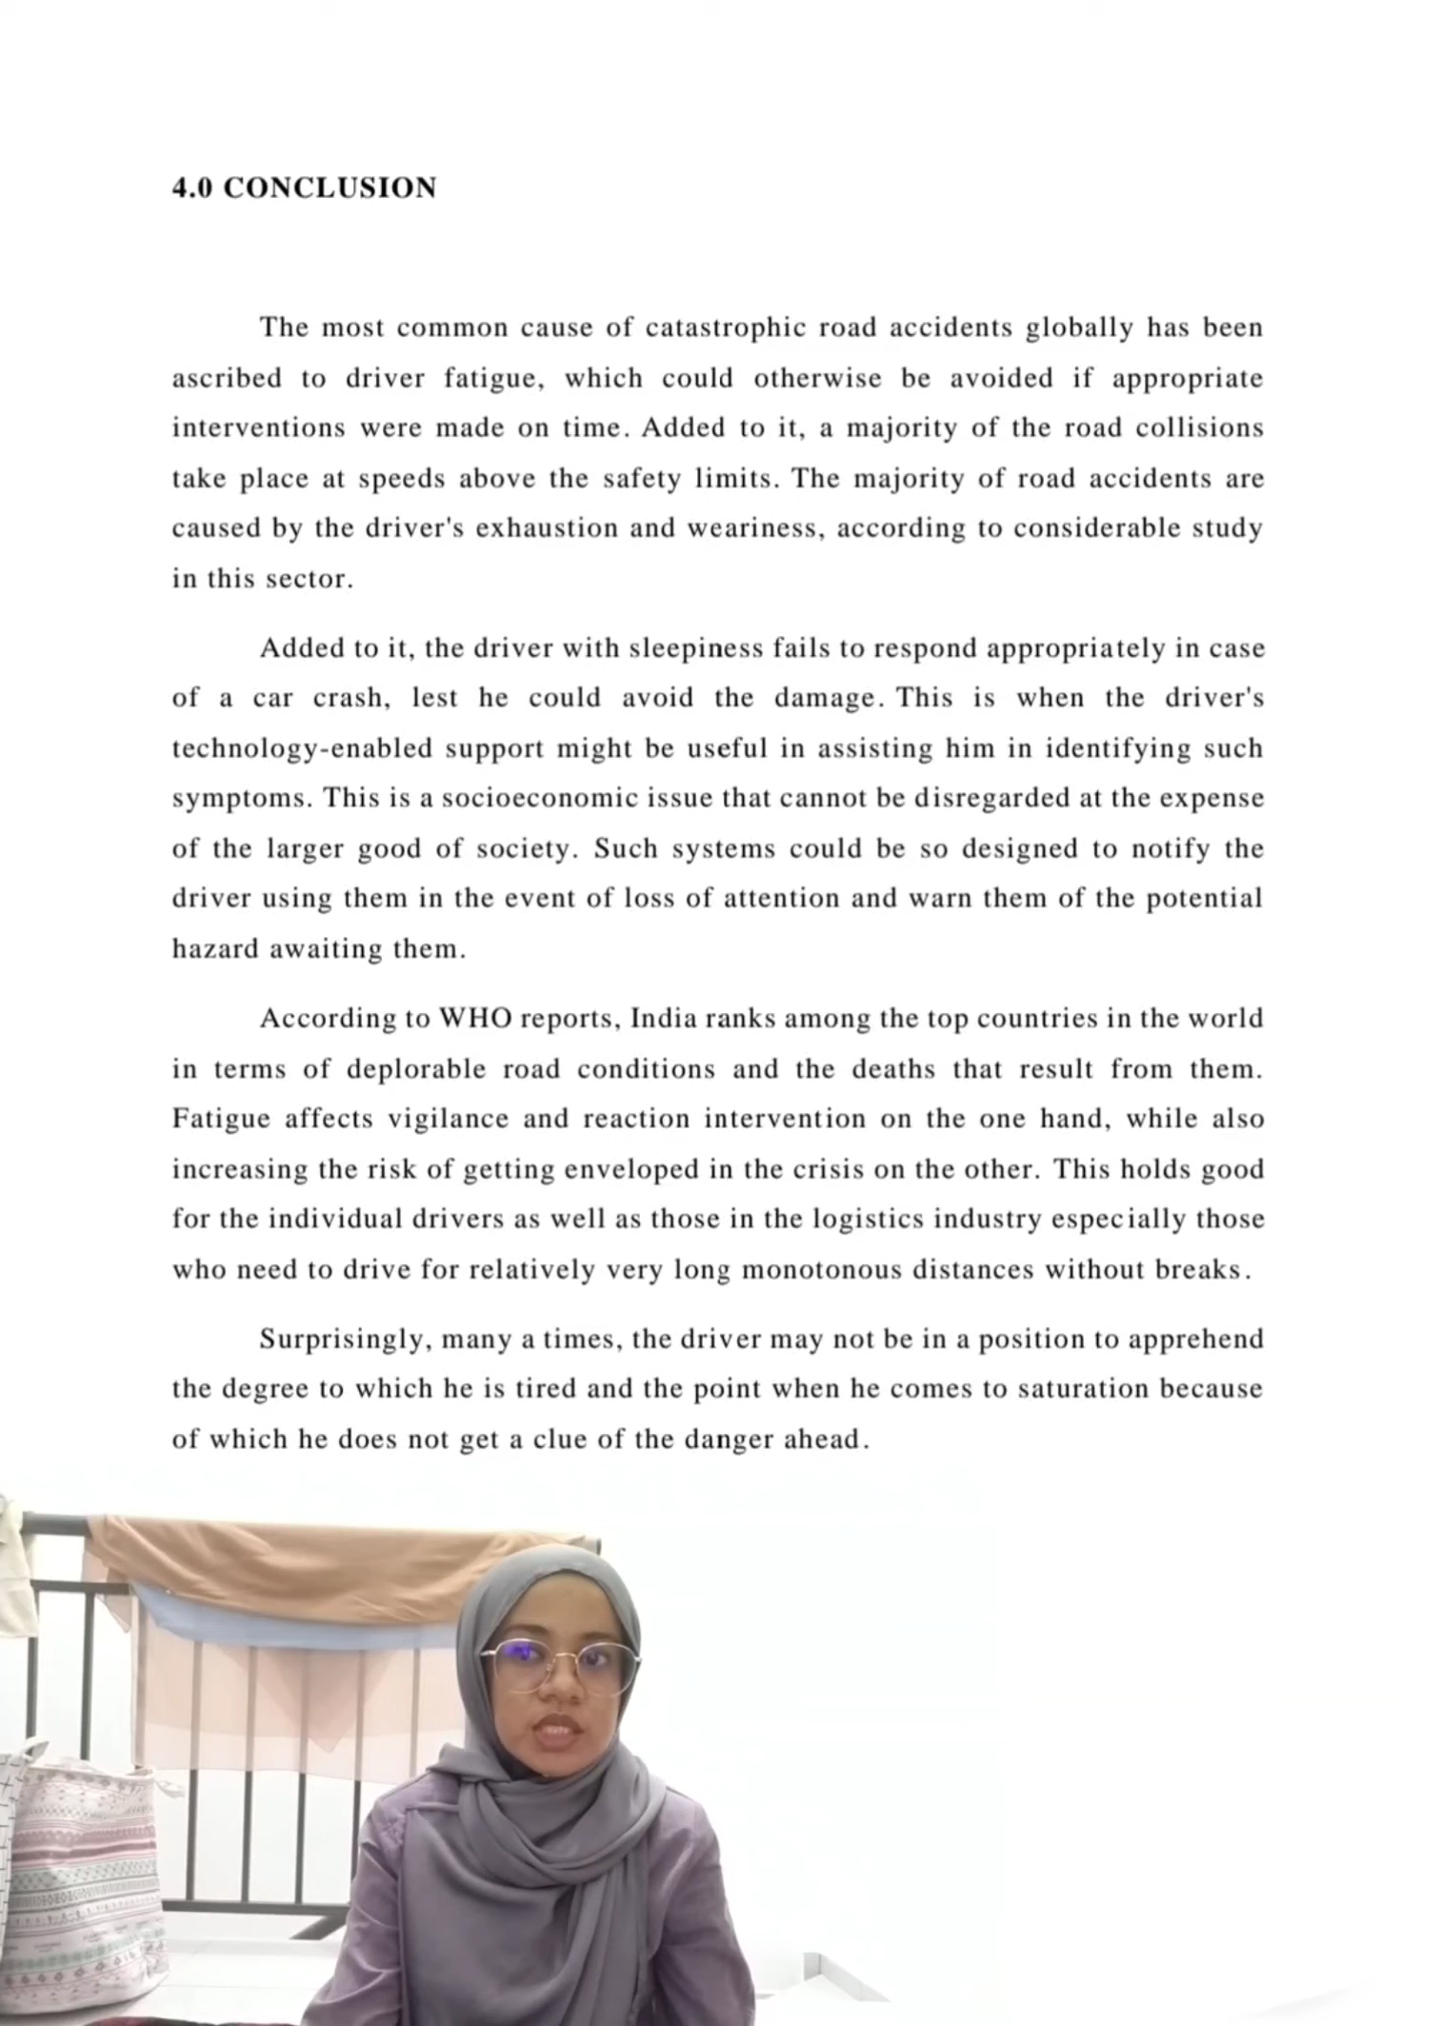 4.0 CONCLUSION
The most common cause of catastrophic road accidents globally has been
ascribed to driver fatigue, which could otherwise be avoided if appropriate
interventions were made on time. Added to it, a majority of the road collisions
take place at speeds above the safety limits. The majority of road accidents are
caused by the driver's exhaustion and weariness, according to considerable study
in this sector.
Added to it, the driver with sleepiness fails to respond appropriately in case
of a car crash, lest he could avoid the damage. This is when the driver's
technology-enabled support might be useful in assisting him in identifying such
symptoms. This is a socioeconomic issue that cannot be disregarded at the expense
of the larger good of society. Such systems could be so designed to notify the
driver using them in the event of loss of attention and warn them of the potential
hazard awaiting them.
According to WHO reports, India ranks among the top countries in the world
in terms of deplorable road conditions and the deaths that result from them.
Fatigue affects vigilance and reaction intervention on the one hand, while also
increasing the risk of getting enveloped in the crisis on the other. This holds good
for the individual drivers as well as those in the logistics industry especially those
who need to drive for relatively very long monotonous distances without breaks.
Surprisingly, many a times, the driver may not be in a position to apprehend
the degree to which he is tired and the point when he comes to saturation because
of which he does not get a clue of the danger ahead.